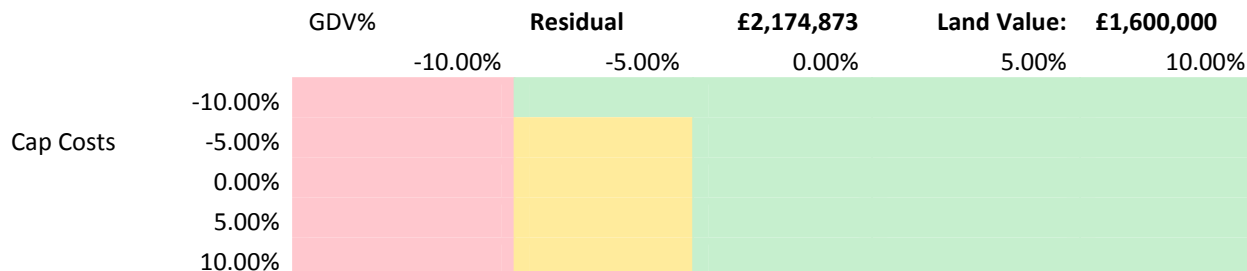 GDV% Residual £2,174,873 Land Value: £1,600,000
-10.00% -5.00% 0.00% 5.00% 10.00%
-10.00%
Cap Costs -5.00%
0.00%
5.00%
10.00%